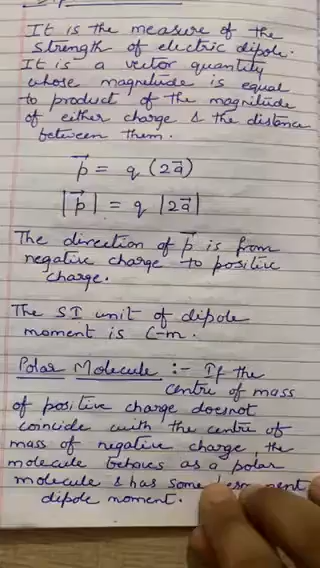 It is the measure of the
strength of electric dipole.
It is a vector quantity
whose magnitude is equal
to product of the magnitude
of either charge & the distance
between them.
p⃗ = q (2a⃗)
|p⃗| = q |2a⃗|
The direction of p⃗ is from
negative charge to positive
charge.
The SI unit of dipole
moment is C-m.
Polar Molecule :- If the
centre of mass
of positive charge doesnot
coincide with the centre of
mass of negative charge, the
molecule behaves as a polar
molecule & has some
dipole moment.